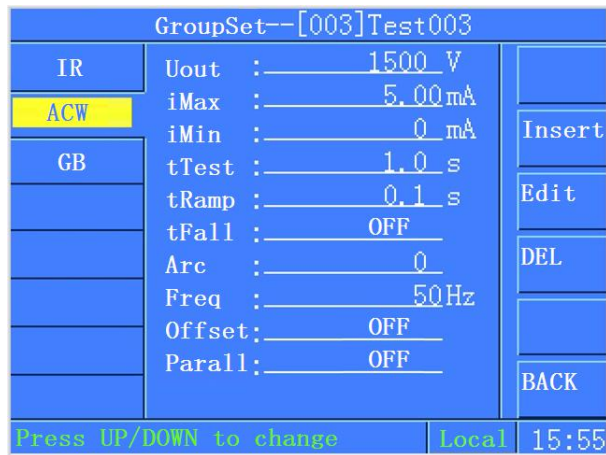 GroupSet--[003]Test003
IR
ACW
GB
Uout : 1500 V
iMax : 5.00mA
iMin : 0 mA
tTest : 1.0 s
tRamp : 0.1 s
tFall : OFF
Arc : 0
Freq : 50Hz
Offset: OFF
Parall: OFF
Insert
Edit
DEL
BACK
Press UP/DOWN to change
Local
15:55